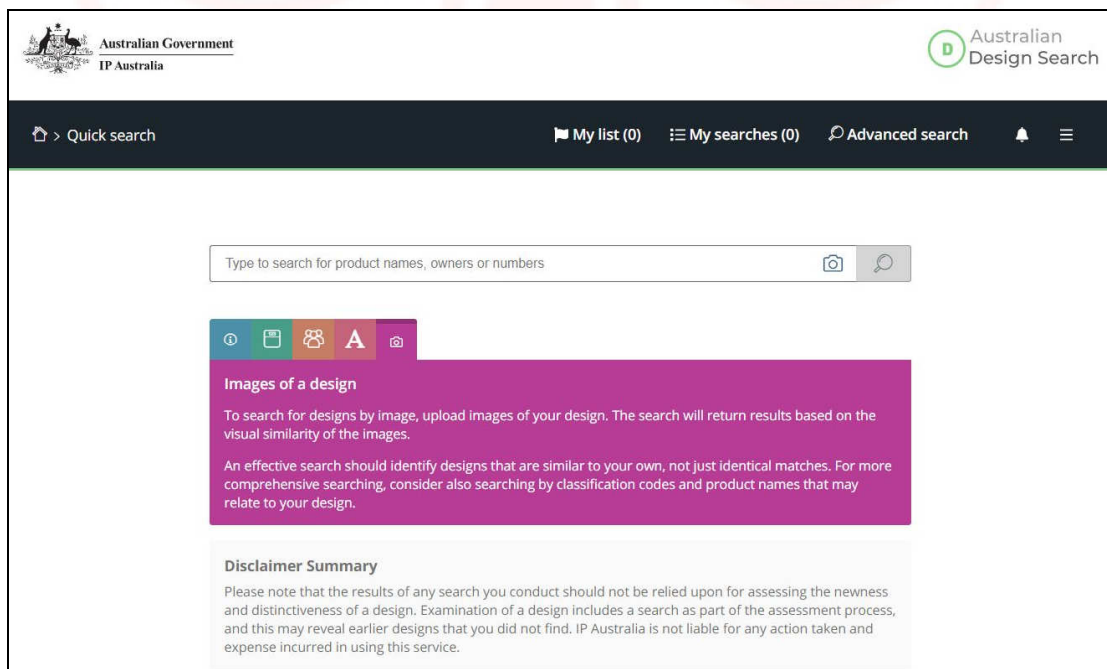 Australian Government
IP Australia
D
Australian
Design Search
> Quick search
My list (0)
My searches (0)
Advanced search
Type to search for product names, owners or numbers
A
Images of a design
To search for designs by image, upload images of your design. The search will return results based on the
visual similarity of the images.
An effective search should identify designs that are similar to your own, not just identical matches. For more
comprehensive searching, consider also searching by classification codes and product names that may
relate to your design.
Disclaimer Summary
Please note that the results of any search you conduct should not be relied upon for assessing the newness
and distinctiveness of a design. Examination of a design includes a search as part of the assessment process,
and this may reveal earlier designs that you did not find. IP Australia is not liable for any action taken and
expense incurred in using this service.